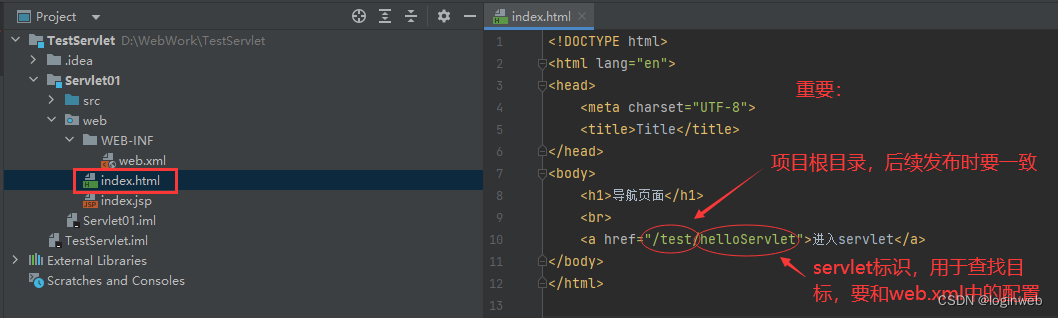 Project
TestServlet D:\WebWork\TestServlet
.idea
Servlet01
src
web
WEB-INF
web.xml
index.html
index.jsp
Servlet01.iml
TestServlet.iml
External Libraries
Scratches and Consoles
index.html
1 <!DOCTYPE html>
2 <html lang="en">
3 <head>
4 <meta charset="UTF-8">
5 <title>Title</title>
6 </head>
7 <body>
8 <h1>导航页面</h1>
9 <br>
10 <a href="/test/helloServlet">进入servlet</a>
11 </body>
12 </html>
13
重要：
项目根目录，后续发布时要一致
servlet标识，用于查找目
标，要和web.xml中的配置
CSDN @loginweb